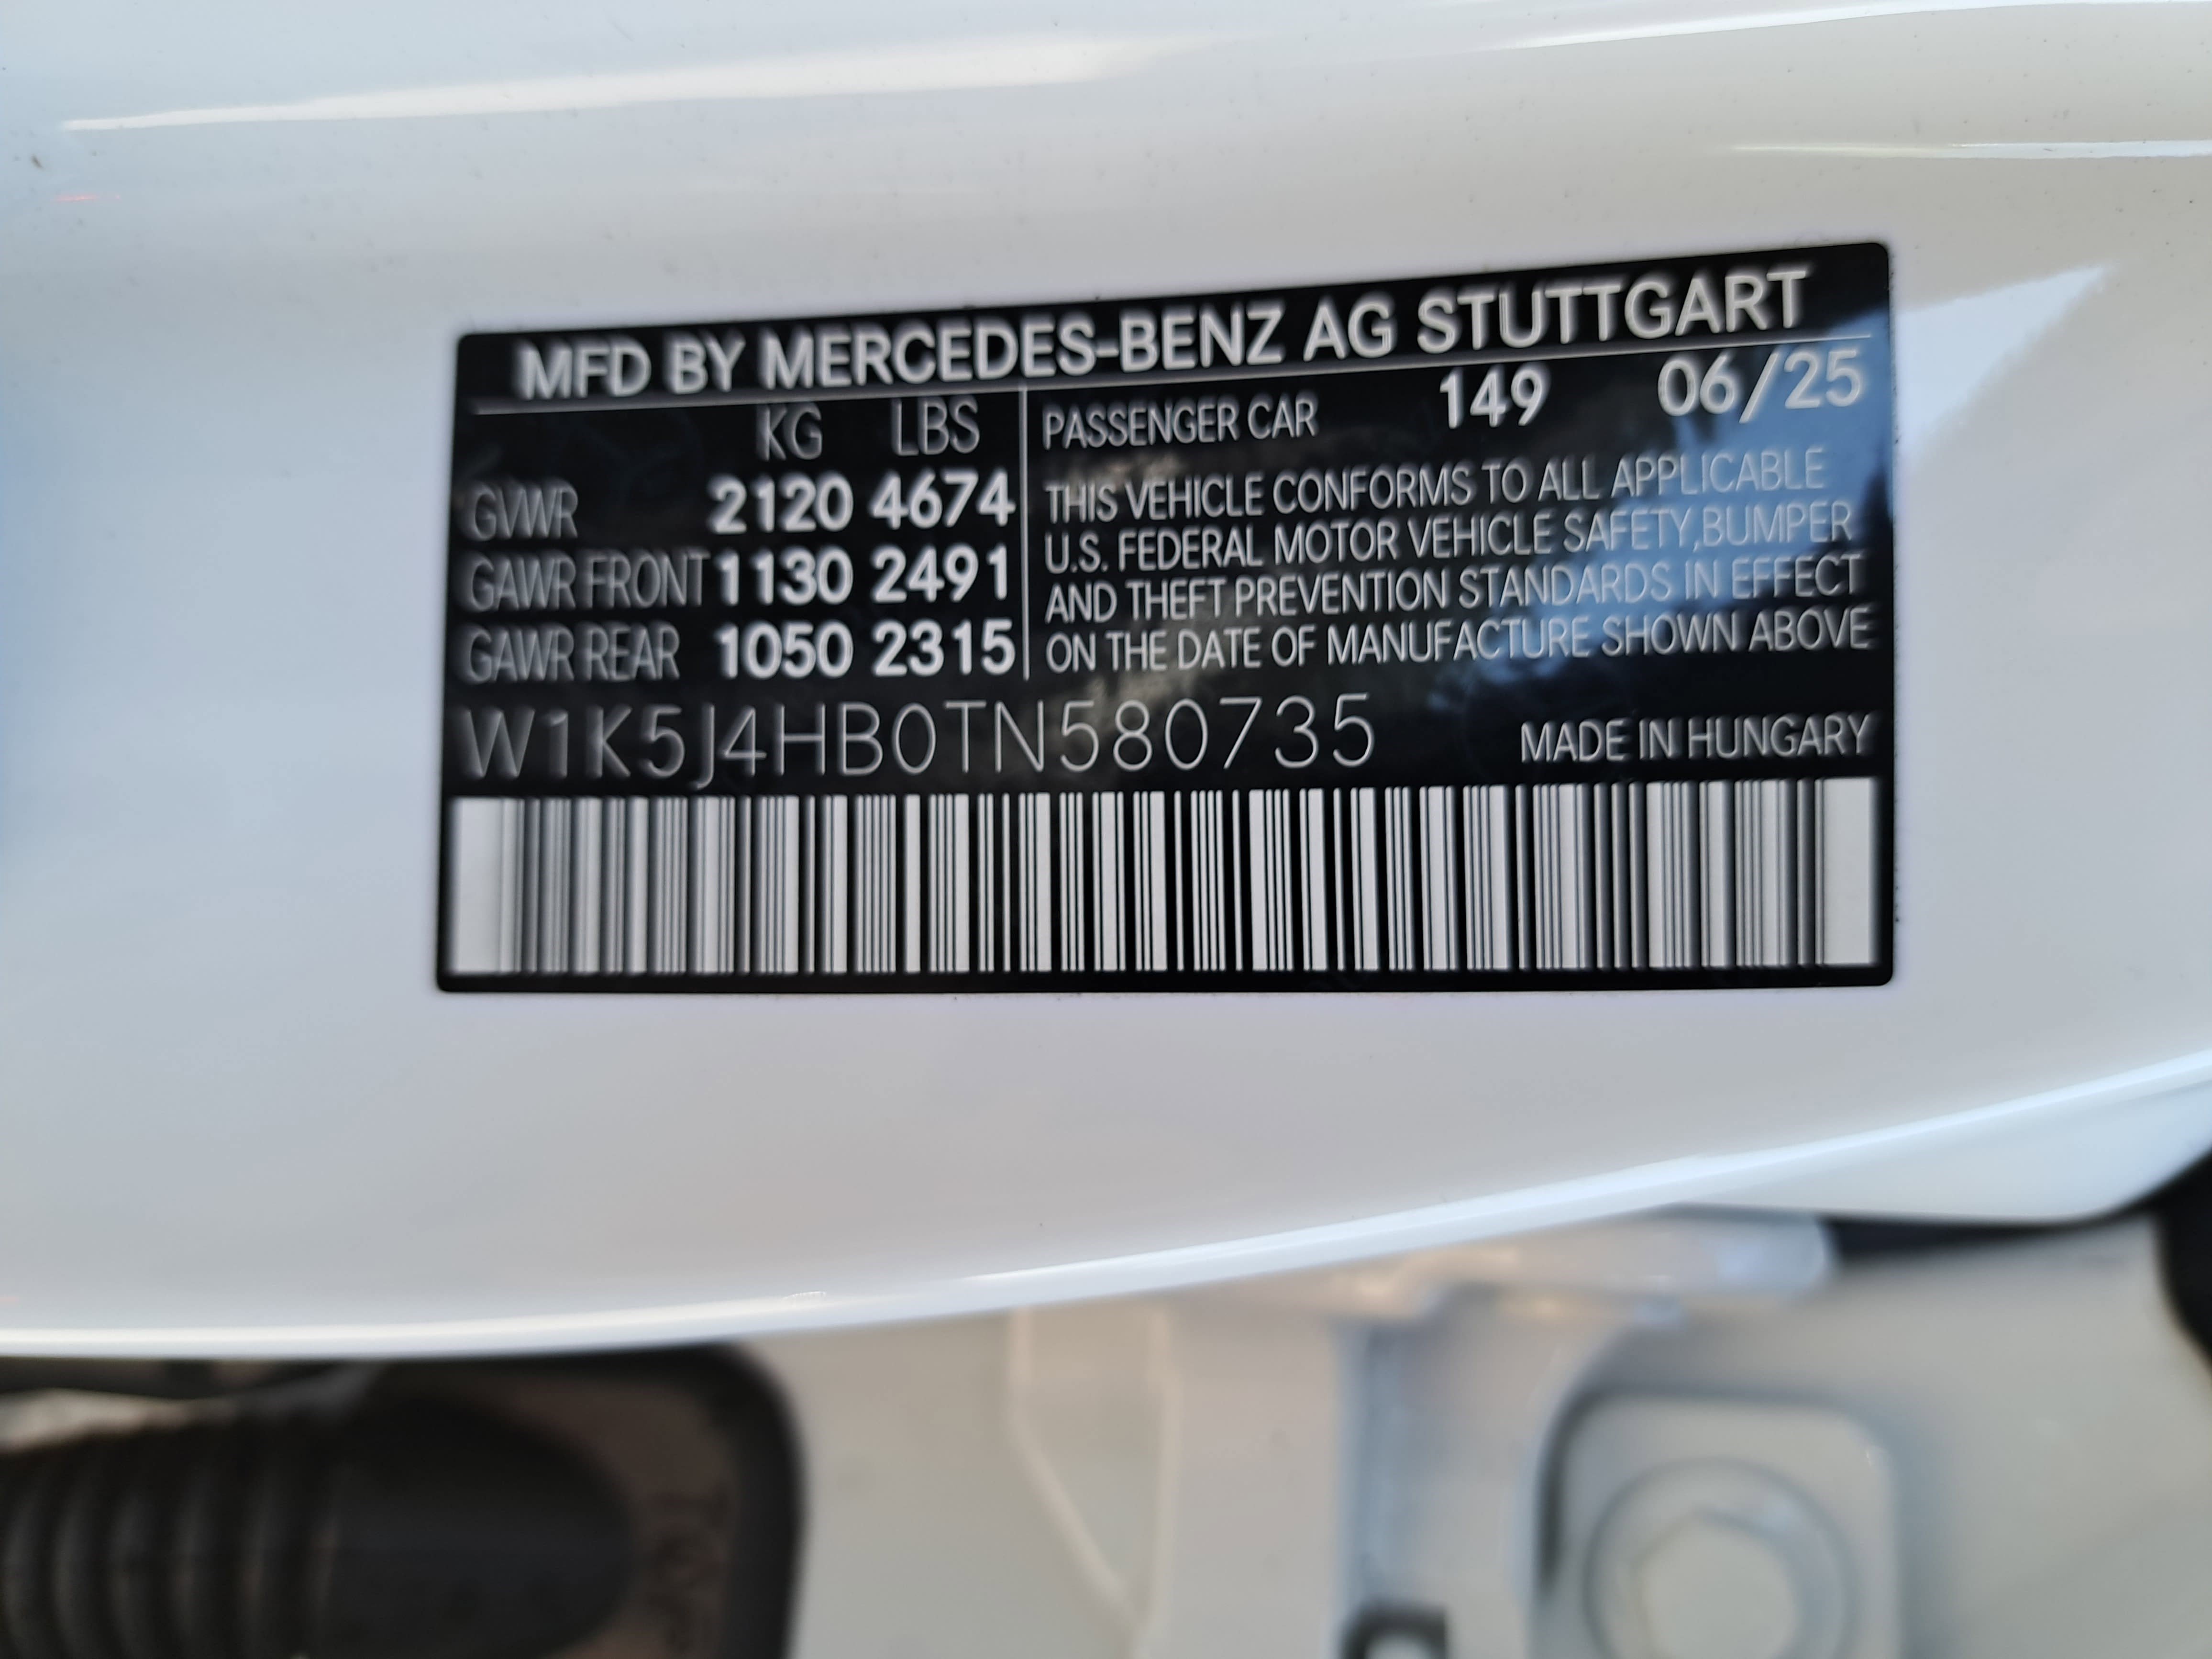 MFD BY MERCEDES-BENZ AG STUTTGART
KG LBS
GVWR 2120 4674
GAWR FRONT 1130 2491
GAWR REAR 1050 2315
PASSENGER CAR 149 06/25
THIS VEHICLE CONFORMS TO ALL APPLICABLE
U.S. FEDERAL MOTOR VEHICLE SAFETY,BUMPER
AND THEFT PREVENTION STANDARDS IN EFFECT
ON THE DATE OF MANUFACTURE SHOWN ABOVE
W1K5J4HB0TN580735
MADE IN HUNGARY